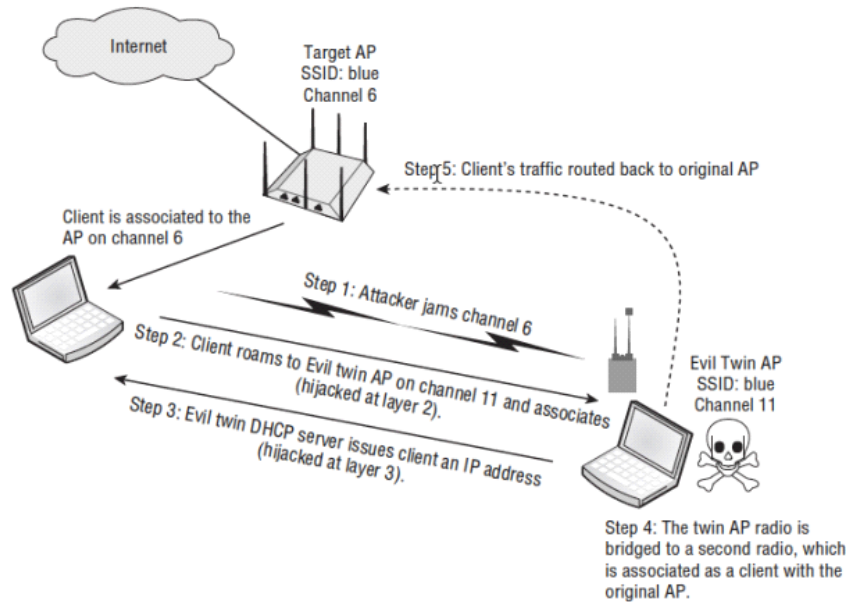 Internet
Target AP
SSID: blue
Channel 6
Step 5: Client's traffic routed back to original AP
Client is associated to the
AP on channel 6
Step 1: Attacker jams channel 6
Step 2: Client roams to Evil twin AP on channel 11 and associates
(hijacked at layer 2).
Step 3: Evil twin DHCP server issues client an IP address
(hijacked at layer 3).
Evil Twin AP
SSID: blue
Channel 11
Step 4: The twin AP radio is
bridged to a second radio, which
is associated as a client with the
original AP.